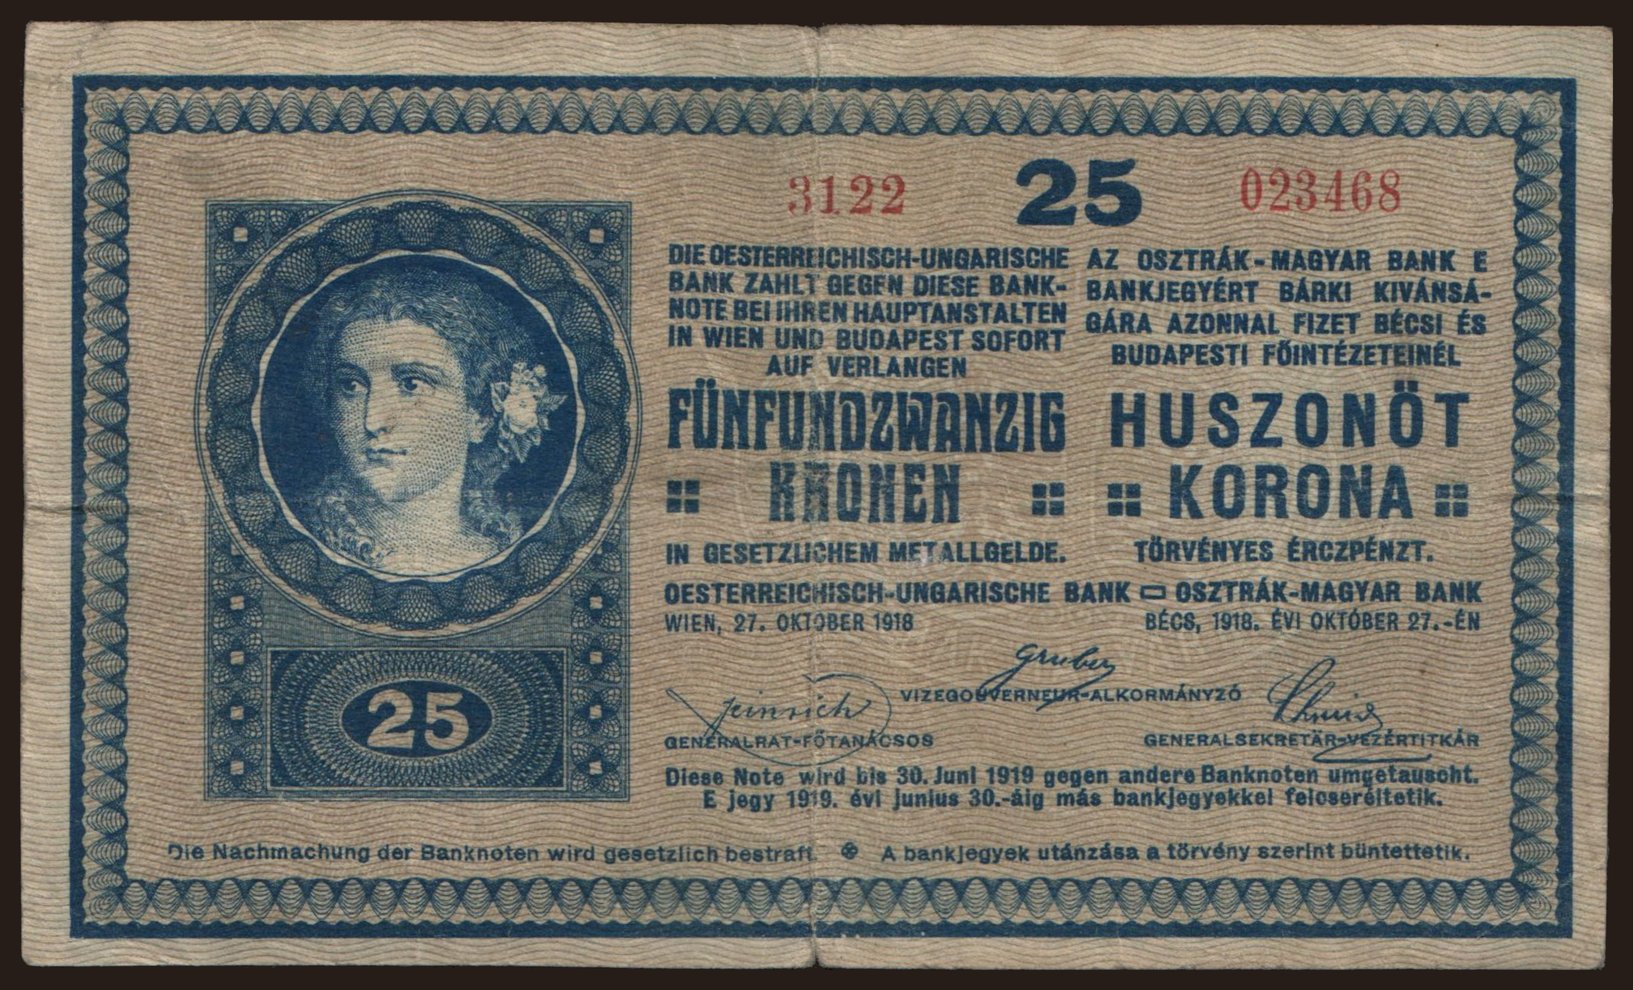 3122 25 023468
DIE OESTERREICHISCH-UNGARISCHE
BANK ZAHLT GEGEN DIESE BANK-
NOTE BEI IHREN HAUPTANSTALTEN
IN WIEN UND BUDAPEST SOFORT
AUF VERLANGEN
FÜNFUNDZWANZIG
KRONEN
IN GESETZLICHEM METALLGELDE.
AZ OSZTRÁK-MAGYAR BANK E
BANKJEGYÉRT BÁRKI KIVÁNSÁ-
GÁRA AZONNAL FIZET BÉCSI ÉS
BUDAPESTI FŐINTÉZETEINÉL
HUSZONÖT
KORONA
TÖRVÉNYES ÉRCZPÉNZT.
OESTERREICHISCH-UNGARISCHE BANK OSZTRÁK-MAGYAR BANK
WIEN, 27. OKTOBER 1918 BÉCS, 1918. ÉVI OKTÓBER 27.-ÉN
Gruber
VIZEGOUVERNEUR-ALKORMÁNYZÓ
GENERALRAT-FŐTANÁCSOS GENERALSEKRETÄR-VEZÉRTITKÁR
25
Diese Note wird bis 30. Juni 1919 gegen andere Banknoten umgetauscht.
E jegy 1919. évi junius 30.-áig más bankjegyekkel felcseréltetik.
Die Nachmachung der Banknoten wird gesetzlich bestraft. A bankjegyek utánzása a törvény szerint büntettetik.